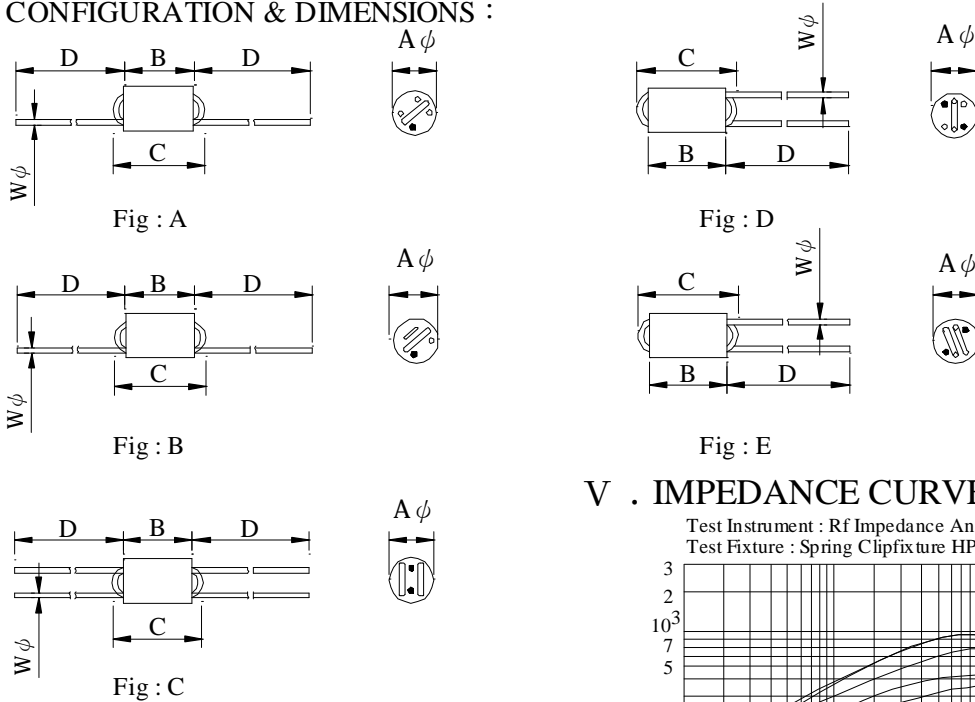 CONFIGURATION & DIMENSIONS :
D B D
Aφ
C
Wφ
Fig : A
D B D
Aφ
C
Wφ
Fig : B
D B D
Aφ
C
Wφ
Fig : C
Wφ
Aφ
C
B D
Fig : D
Wφ
Aφ
C
B D
Fig : E
V . IMPEDANCE CURVE
Test Instrument : Rf Impedance An
Test Fixture : Spring Clipfixture HP
3
2
10³
7
5